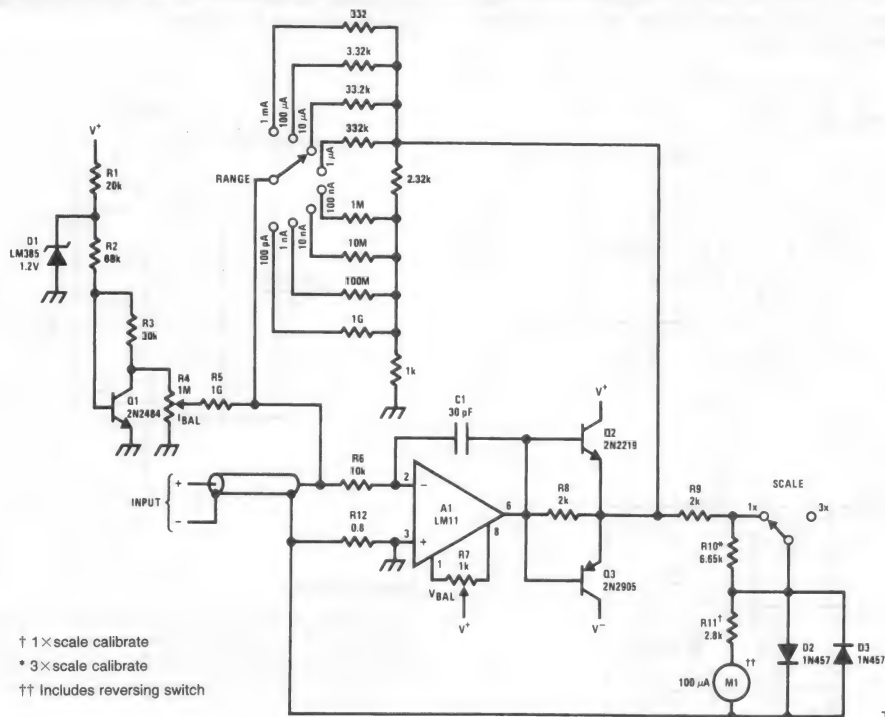 332
3.32k
33.2k
332k
1 mA
100 μA
10 μA
1 μA
RANGE
100 nA
10 nA
1 nA
100 pA
2.32k
1M
10M
100M
1G
1k
V+
R1
20k
D1
LM385
1.2V
R2
68k
R3
30k
Q1
2N2484
R4
1M
IBAL
R5
1G
INPUT
+
−
R6
10k
R12
0.8
C1
30 pF
2
−
3
+
A1
LM11
6
8
1
R7
1k
VBAL
V+
V+
Q2
2N2219
R8
2k
Q3
2N2905
V−
R9
2k
SCALE
1x
3x
R10*
6.65k
R11†
2.8k
D2
1N457
D3
1N457
††
100 μA
M1
† 1×scale calibrate
* 3×scale calibrate
†† Includes reversing switch